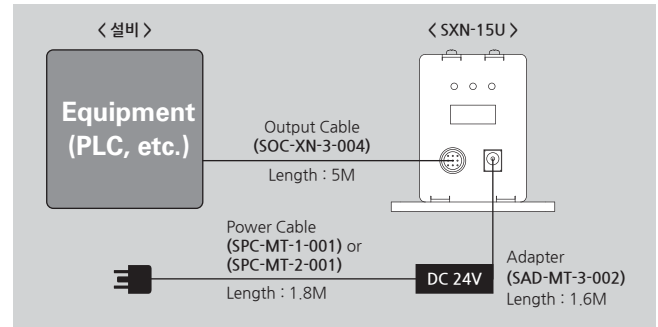 < 설비 >
< SXN-15U >
Equipment
(PLC, etc.)
Output Cable
(SOC-XN-3-004)
Length : 5M
Power Cable
(SPC-MT-1-001) or
(SPC-MT-2-001)
Length : 1.8M
DC 24V
Adapter
(SAD-MT-3-002)
Length : 1.6M